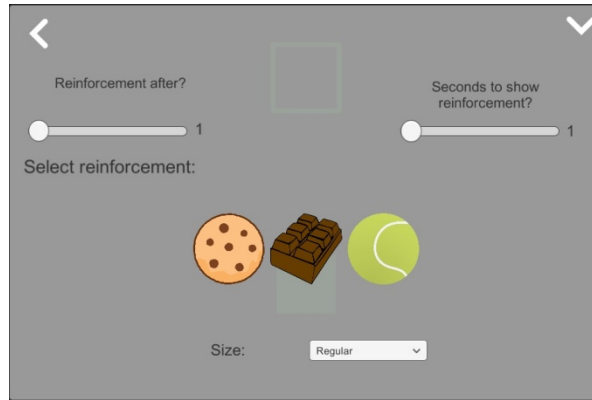 Reinforcement after?
Seconds to show
reinforcement?
1
1
Select reinforcement:
Size:
Regular